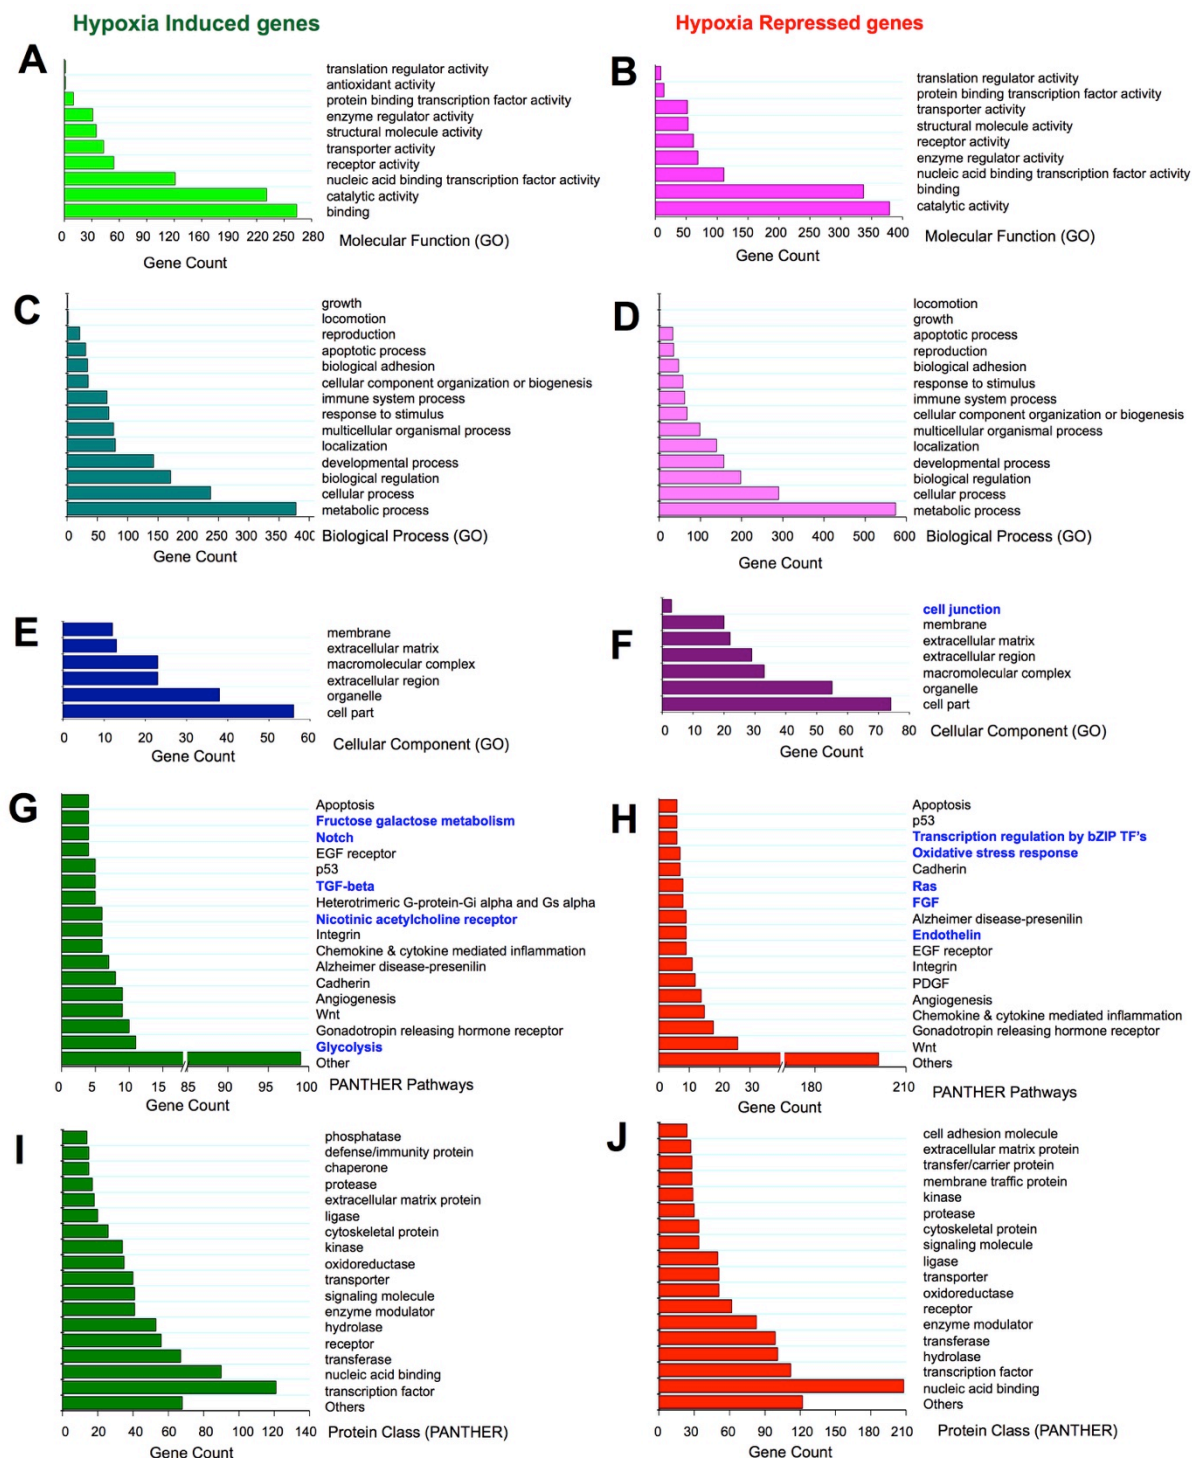 Hypoxia Induced genes
Hypoxia Repressed genes
A
translation regulator activity
antioxidant activity
protein binding transcription factor activity
enzyme regulator activity
structural molecule activity
transporter activity
receptor activity
nucleic acid binding transcription factor activity
catalytic activity
binding
0 30 60 90 120 160 190 220 250 280
Molecular Function (GO)
Gene Count
B
translation regulator activity
protein binding transcription factor activity
transporter activity
structural molecule activity
receptor activity
enzyme regulator activity
nucleic acid binding transcription factor activity
binding
catalytic activity
0 50 100 150 200 250 300 350 400
Molecular Function (GO)
Gene Count
C
growth
locomotion
reproduction
apoptotic process
biological adhesion
cellular component organization or biogenesis
immune system process
response to stimulus
multicellular organismal process
localization
developmental process
biological regulation
cellular process
metabolic process
0 50 100 150 200 250 300 350 400
Biological Process (GO)
Gene Count
D
locomotion
growth
apoptotic process
reproduction
biological adhesion
response to stimulus
immune system process
cellular component organization or biogenesis
multicellular organismal process
localization
developmental process
biological regulation
cellular process
metabolic process
0 100 200 300 400 500 600
Biological Process (GO)
Gene Count
E
membrane
extracellular matrix
macromolecular complex
extracellular region
organelle
cell part
0 10 20 30 40 50 60
Cellular Component (GO)
Gene Count
F
cell junction
membrane
extracellular matrix
extracellular region
macromolecular complex
organelle
cell part
0 10 20 30 40 50 60 70 80
Cellular Component (GO)
Gene Count
G
Apoptosis
Fructose galactose metabolism
Notch
EGF receptor
p53
TGF-beta
Heterotrimeric G-protein-Gi alpha and Gs alpha
Nicotinic acetylcholine receptor
Integrin
Chemokine & cytokine mediated inflammation
Alzheimer disease-presenilin
Cadherin
Angiogenesis
Wnt
Gonadotropin releasing hormone receptor
Glycolysis
Other
0 5 10 15 85 90 95 100
PANTHER Pathways
Gene Count
H
Apoptosis
p53
Transcription regulation by bZIP TF's
Oxidative stress response
Cadherin
Ras
FGF
Alzheimer disease-presenilin
Endothelin
EGF receptor
Integrin
PDGF
Angiogenesis
Chemokine & cytokine mediated inflammation
Gonadotropin releasing hormone receptor
Wnt
Others
0 10 20 30 180 210
PANTHER Pathways
Gene Count
I
phosphatase
defense/immunity protein
chaperone
protease
extracellular matrix protein
ligase
cytoskeletal protein
kinase
oxidoreductase
transporter
signaling molecule
enzyme modulator
hydrolase
receptor
transferase
nucleic acid binding
transcription factor
Others
0 20 40 60 80 100 120 140
Protein Class (PANTHER)
Gene Count
J
cell adhesion molecule
extracellular matrix protein
transfer/carrier protein
membrane traffic protein
kinase
protease
cytoskeletal protein
signaling molecule
ligase
transporter
oxidoreductase
receptor
enzyme modulator
transferase
hydrolase
transcription factor
nucleic acid binding
Others
0 30 60 90 120 150 180 210
Protein Class (PANTHER)
Gene Count